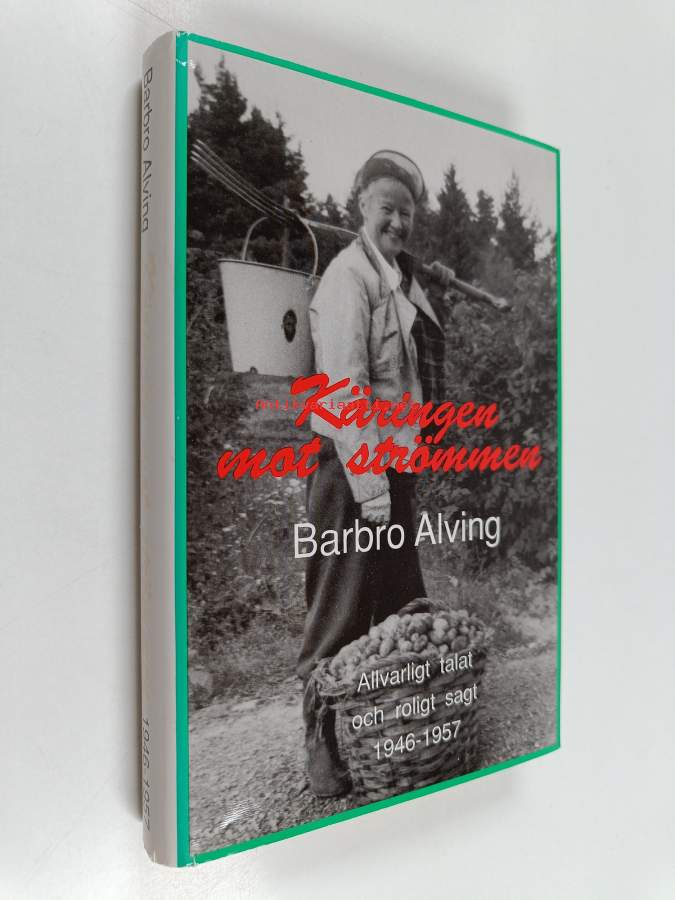 Barbro Alving
1946-1957
Käringen
mot strömmen
Barbro Alving
Allvarligt talat
och roligt sagt
1946-1957